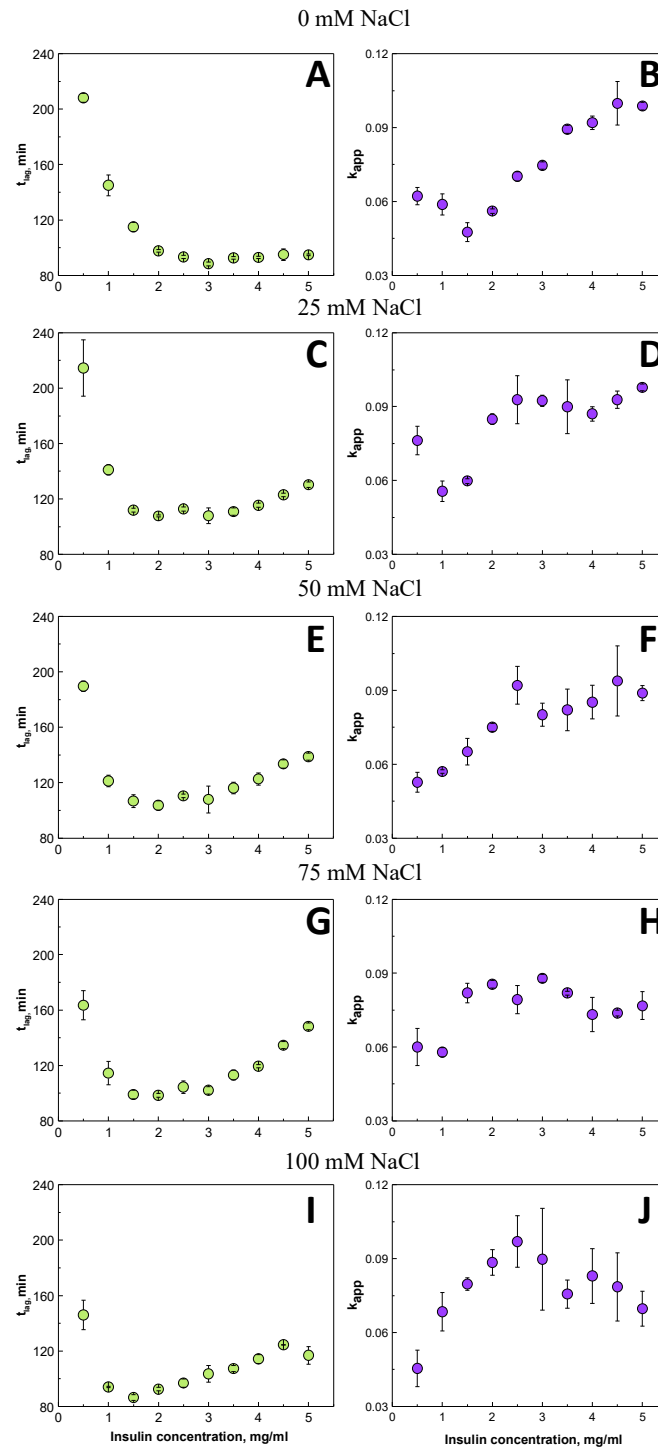 0 mM NaCl
A
t_lag, min
240
200
160
120
80
0 1 2 3 4 5
B
k_app
0.12
0.09
0.06
0.03
0 1 2 3 4 5
25 mM NaCl
C
t_lag, min
240
200
160
120
80
0 1 2 3 4 5
D
k_app
0.12
0.09
0.06
0.03
0 1 2 3 4 5
50 mM NaCl
E
t_lag, min
240
200
160
120
80
0 1 2 3 4 5
F
k_app
0.12
0.09
0.06
0.03
0 1 2 3 4 5
75 mM NaCl
G
t_lag, min
240
200
160
120
80
0 1 2 3 4 5
H
k_app
0.12
0.09
0.06
0.03
0 1 2 3 4 5
100 mM NaCl
I
t_lag, min
240
200
160
120
80
0 1 2 3 4 5
Insulin concentration, mg/ml
J
k_app
0.12
0.09
0.06
0.03
0 1 2 3 4 5
Insulin concentration, mg/ml